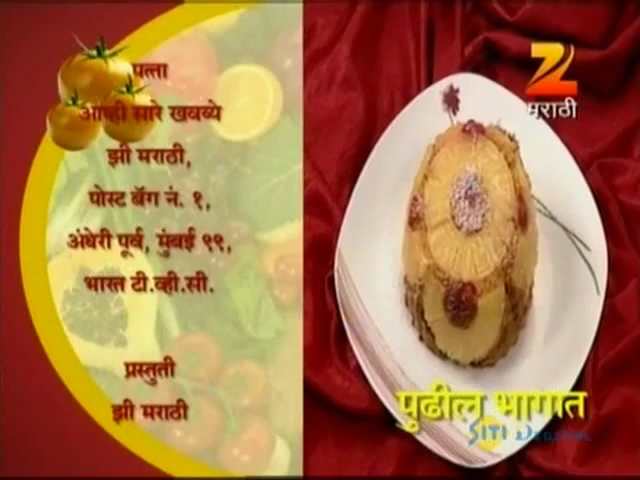 पत्ता
आम्ही सारे खवय्ये
झी मराठी,
पोस्ट बॅग नं. १,
अंधेरी पूर्व, मुंबई ९९,
भारत टी.व्ही.सी.
प्रस्तुती
झी मराठी
Z
मराठी
पुढील भागात
SITI